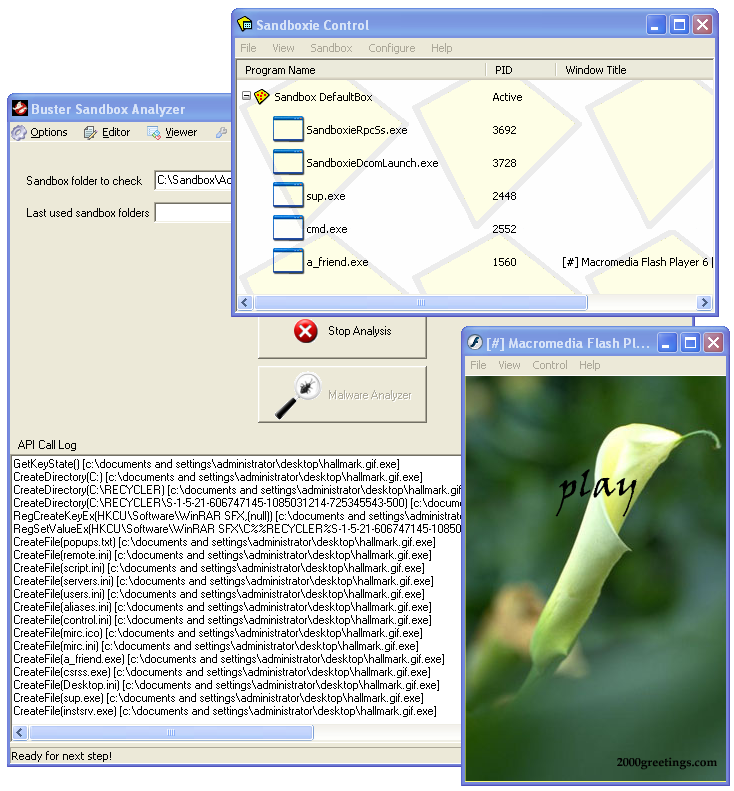 Sandboxie Control
File View Sandbox Configure Help
Program Name PID Window Title
Sandbox DefaultBox Active
SandboxieRpcSs.exe 3692
SandboxieDcomLaunch.exe 3728
sup.exe 2448
cmd.exe 2552
a_friend.exe 1560 [#] Macromedia Flash Player 6 |
Buster Sandbox Analyzer
Options Editor Viewer
Sandbox folder to check C:\Sandbox\Ad
Last used sandbox folders
Stop Analysis
Malware Analyzer
API Call Log
GetKeyState() [c:\documents and settings\administrator\desktop\hallmark.gif.exe]
CreateDirectory(C:) [c:\documents and settings\administrator\desktop\hallmark.gif.exe]
CreateDirectory(C:\RECYCLER) [c:\documents and settings\administrator\desktop\hallmark.gif
CreateDirectory(C:\RECYCLER\S-1-5-21-606747145-1085031214-725345543-500) [c:\docume
RegCreateKeyEx(HKCU\Software\WinRAR SFX,(null)) [c:\documents and settings\administrato
RegSetValueEx(HKCU\Software\WinRAR SFX\C%%RECYCLER%S-1-5-21-606747145-10850
CreateFile(popups.txt) [c:\documents and settings\administrator\desktop\hallmark.gif.exe]
CreateFile(remote.ini) [c:\documents and settings\administrator\desktop\hallmark.gif.exe]
CreateFile(script.ini) [c:\documents and settings\administrator\desktop\hallmark.gif.exe]
CreateFile(servers.ini) [c:\documents and settings\administrator\desktop\hallmark.gif.exe]
CreateFile(users.ini) [c:\documents and settings\administrator\desktop\hallmark.gif.exe]
CreateFile(aliases.ini) [c:\documents and settings\administrator\desktop\hallmark.gif.exe]
CreateFile(control.ini) [c:\documents and settings\administrator\desktop\hallmark.gif.exe]
CreateFile(mirc.ico) [c:\documents and settings\administrator\desktop\hallmark.gif.exe]
CreateFile(mirc.ini) [c:\documents and settings\administrator\desktop\hallmark.gif.exe]
CreateFile(a_friend.exe) [c:\documents and settings\administrator\desktop\hallmark.gif.exe]
CreateFile(csrss.exe) [c:\documents and settings\administrator\desktop\hallmark.gif.exe]
CreateFile(Desktop.ini) [c:\documents and settings\administrator\desktop\hallmark.gif.exe]
CreateFile(sup.exe) [c:\documents and settings\administrator\desktop\hallmark.gif.exe]
CreateFile(instsrv.exe) [c:\documents and settings\administrator\desktop\hallmark.gif.exe]
Ready for next step!
[#] Macromedia Flash Pl...
File View Control Help
play
2000greetings.com